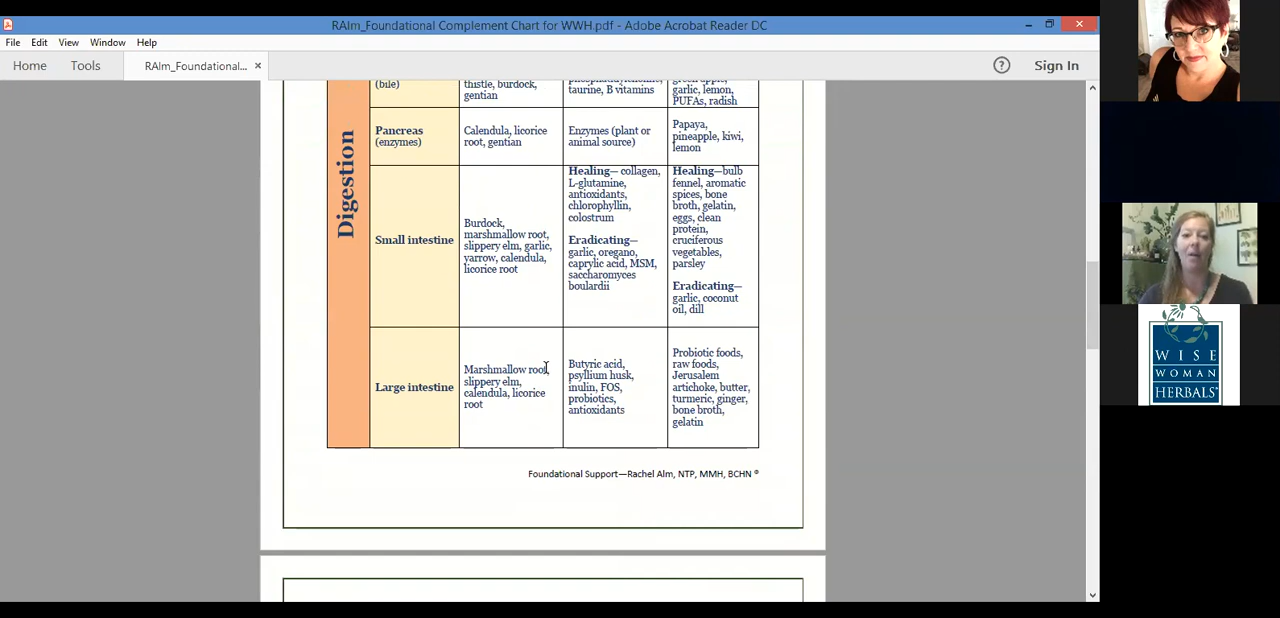 RAlm_Foundational Complement Chart for WWH.pdf - Adobe Acrobat Reader DC
File Edit View Window Help
Home Tools RAlm_Foundational... × Sign In
Digestion
(bile)
thistle, burdock,
gentian
phosphatidylcholine,
taurine, B vitamins
green apple,
garlic, lemon,
PUFAs, radish
Pancreas
(enzymes)
Calendula, licorice
root, gentian
Enzymes (plant or
animal source)
Papaya,
pineapple, kiwi,
lemon
Small intestine
Burdock,
marshmallow root,
slippery elm, garlic,
yarrow, calendula,
licorice root
Healing— collagen,
L-glutamine,
antioxidants,
chlorophyllin,
colostrum
Eradicating—
garlic, oregano,
caprylic acid, MSM,
saccharomyces
boulardii
Healing—bulb
fennel, aromatic
spices, bone
broth, gelatin,
eggs, clean
protein,
cruciferous
vegetables,
parsley
Eradicating—
garlic, coconut
oil, dill
Large intestine
Marshmallow root,
slippery elm,
calendula, licorice
root
Butyric acid,
psyllium husk,
inulin, FOS,
probiotics,
antioxidants
Probiotic foods,
raw foods,
Jerusalem
artichoke, butter,
turmeric, ginger,
bone broth,
gelatin
Foundational Support—Rachel Alm, NTP, MMH, BCHN ®
WISE
WOMAN
HERBALS®